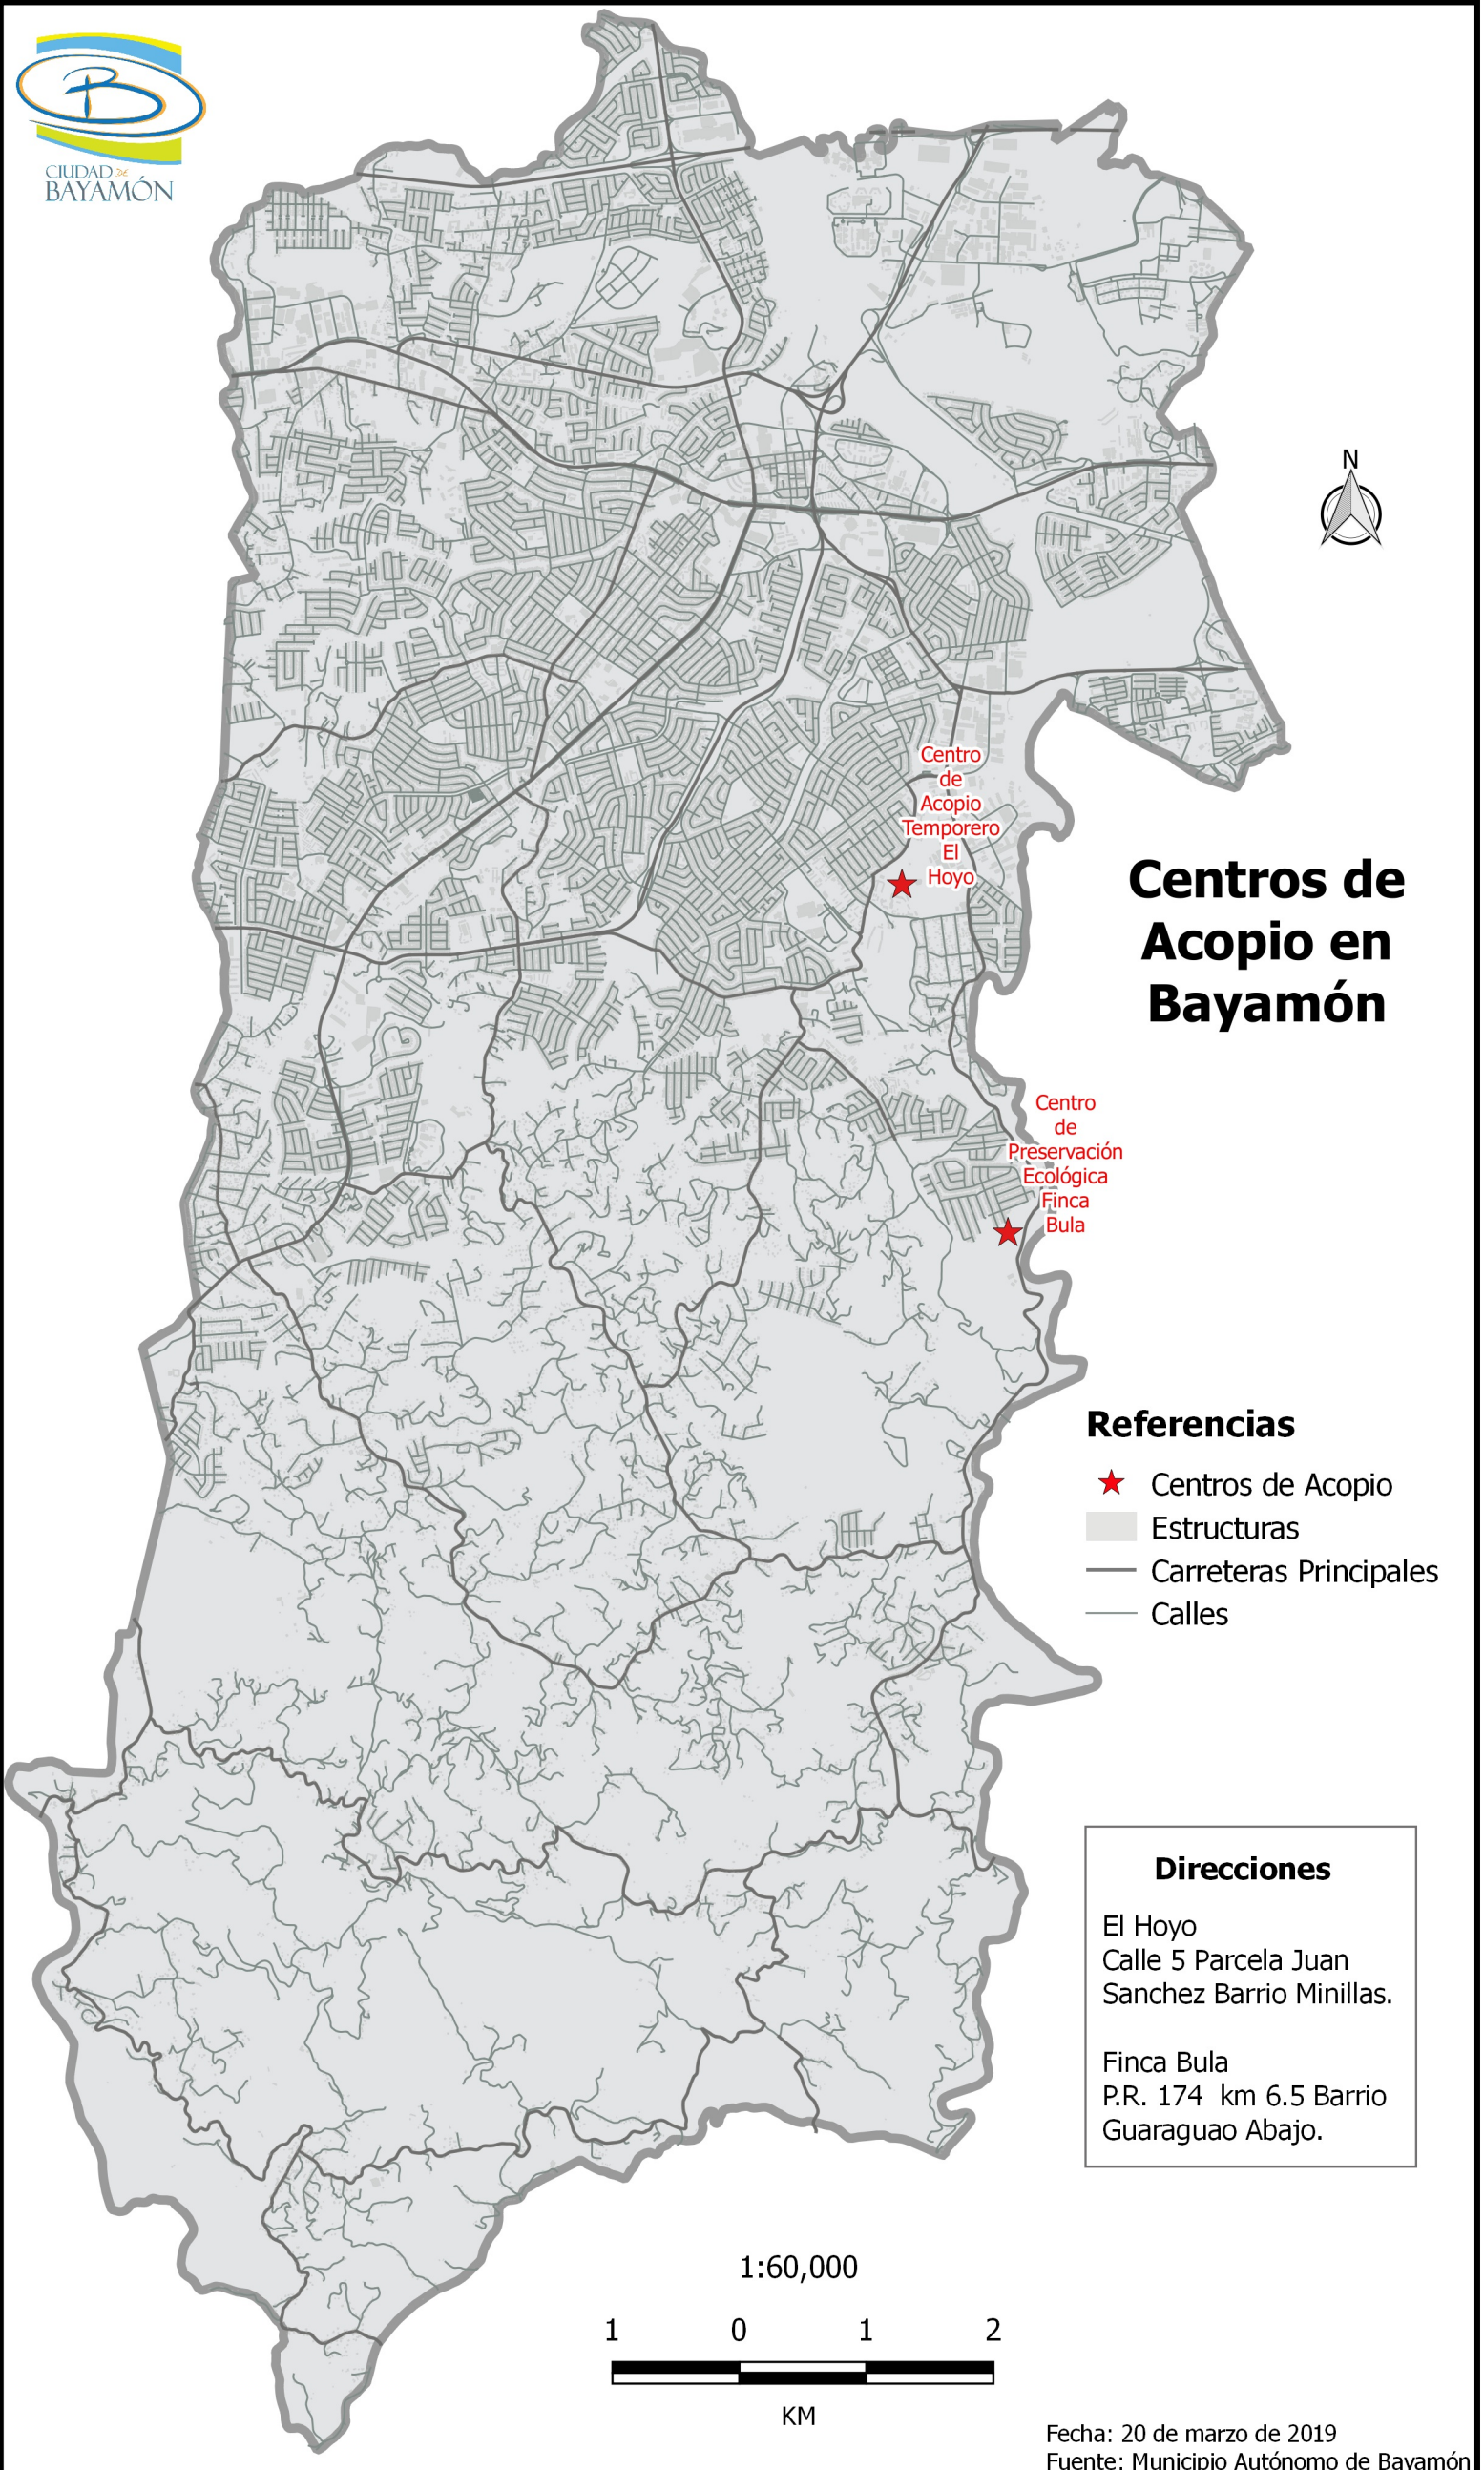 CIUDAD DE
BAYAMÓN
N
Centro
de
Acopio
Temporero
El
Hoyo
Centros de
Acopio en
Bayamón
Centro
de
Preservación
Ecológica
Finca
Bula
Referencias
Centros de Acopio
Estructuras
Carreteras Principales
Calles
Direcciones
El Hoyo
Calle 5 Parcela Juan
Sanchez Barrio Minillas.
Finca Bula
P.R. 174 km 6.5 Barrio
Guaraguao Abajo.
1:60,000
1 0 1 2
KM
Fecha: 20 de marzo de 2019
Fuente: Municipio Autónomo de Bayamón